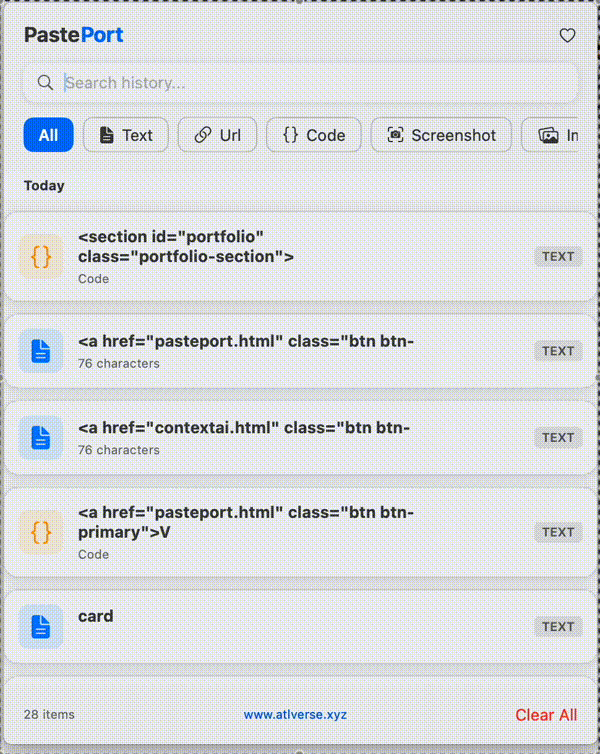 PastePort
Search history...
All
Text
Url
{} Code
Screenshot
Today
<section id="portfolio"
class="portfolio-section">
Code
TEXT
<a href="pasteport.html" class="btn btn-
76 characters
TEXT
<a href="contextai.html" class="btn btn-
76 characters
TEXT
<a href="pasteport.html" class="btn btn-
primary">V
Code
TEXT
card
TEXT
28 items
www.atlverse.xyz
Clear All